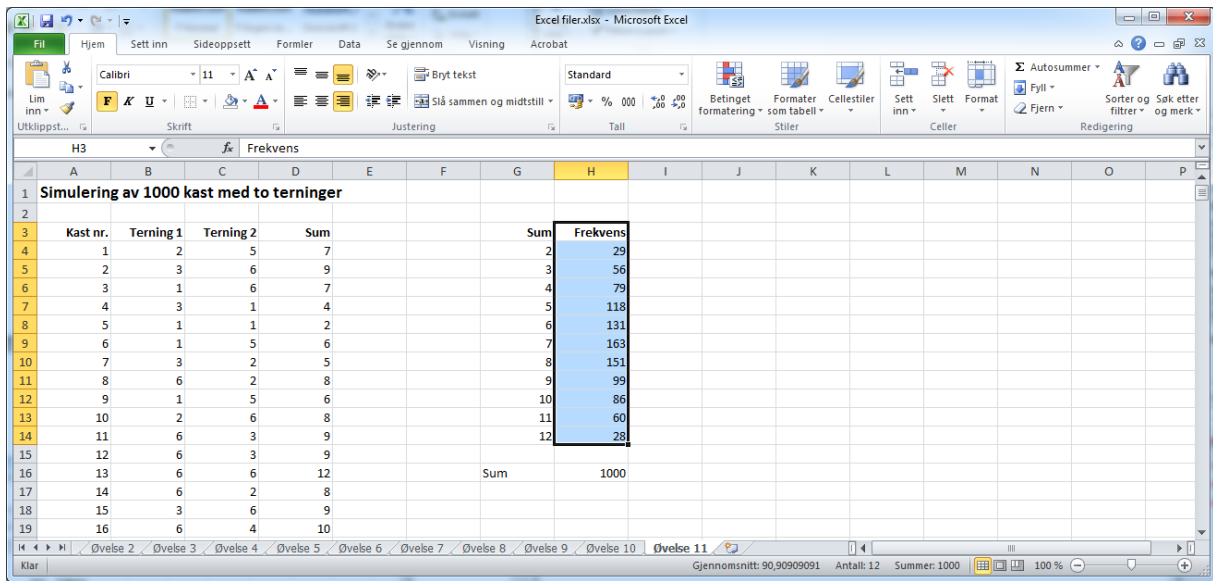 Excel filer.xlsx - Microsoft Excel
Fil Hjem Sett inn Sideoppsett Formler Data Se gjennom Visning Acrobat
Lim inn
Calibri 11
F K U
A A
A
Bryt tekst
Slå sammen og midtstill
Standard
% 000 ,00 ,0
Betinget formatering
Formater som tabell
Cellestiler
Sett inn
Slett
Format
Σ Autosummer
Fyll
Fjern
Sorter og filtrer
Søk etter og merk
Utklippst... Skrift Justering Tall Stiler Celler Redigering
H3 fx Frekvens
A B C D E F G H I J K L M N O P
1 Simulering av 1000 kast med to terninger
2
3 Kast nr. Terning 1 Terning 2 Sum Sum Frekvens
4 1 2 5 7 2 29
5 2 3 6 9 3 56
6 3 1 6 7 4 79
7 4 3 1 4 5 118
8 5 1 1 2 6 131
9 6 1 5 6 7 163
10 7 3 2 5 8 151
11 8 6 2 8 9 99
12 9 1 5 6 10 86
13 10 2 6 8 11 60
14 11 6 3 9 12 28
15 12 6 3 9
16 13 6 6 12 Sum 1000
17 14 6 2 8
18 15 3 6 9
19 16 6 4 10
Øvelse 2 Øvelse 3 Øvelse 4 Øvelse 5 Øvelse 6 Øvelse 7 Øvelse 8 Øvelse 9 Øvelse 10 Øvelse 11
Klar Gjennomsnitt: 90,90909091 Antall: 12 Summer: 1000 100 %